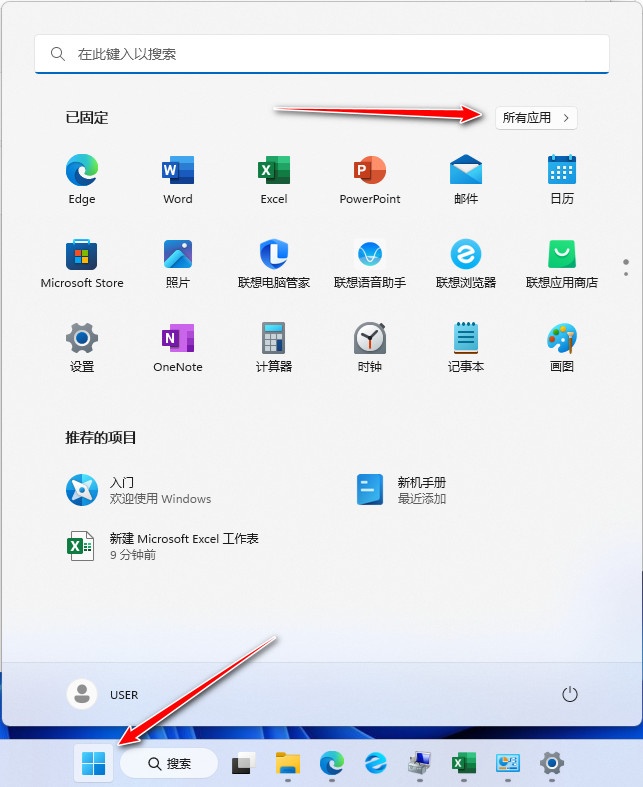 在此键入以搜索
已固定
所有应用
Edge
Word
Excel
PowerPoint
邮件
日历
Microsoft Store
照片
联想电脑管家
联想语音助手
联想浏览器
联想应用商店
设置
OneNote
计算器
时钟
记事本
画图
推荐的项目
入门
欢迎使用 Windows
新机手册
最近添加
新建 Microsoft Excel 工作表
9 分钟前
USER
搜索